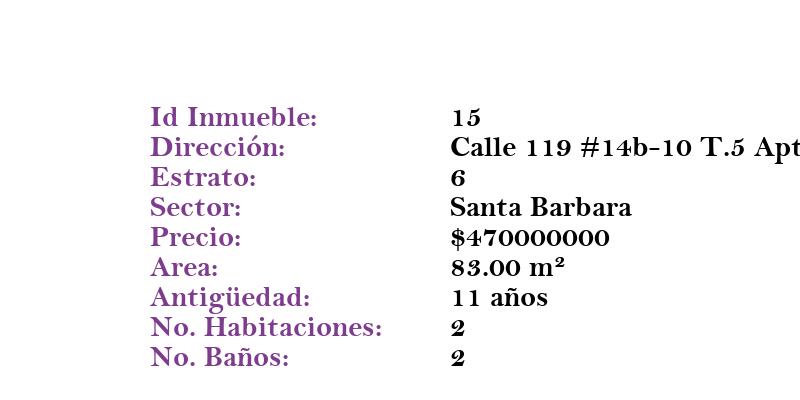 Id Inmueble: 15
Dirección: Calle 119 #14b-10 T.5 Apt
Estrato: 6
Sector: Santa Barbara
Precio: $470000000
Area: 83.00 m²
Antigüedad: 11 años
No. Habitaciones: 2
No. Baños: 2